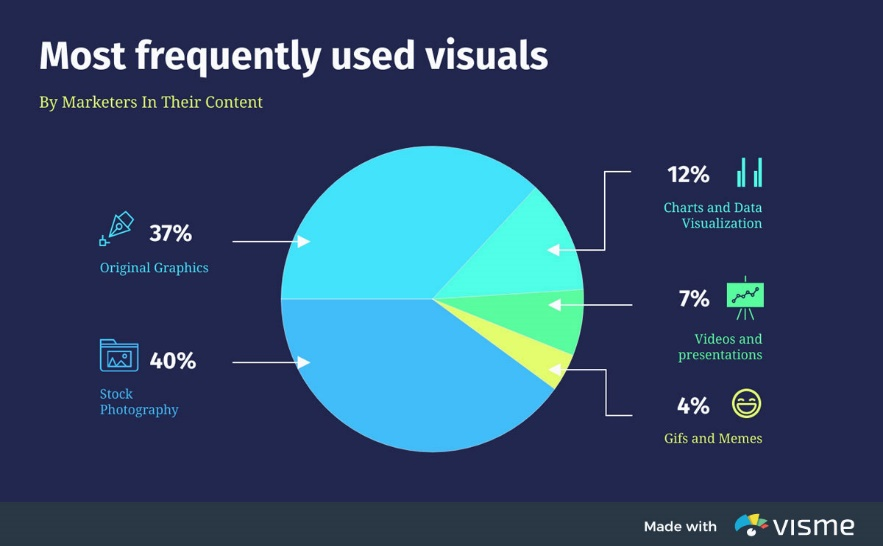 Most frequently used visuals
By Marketers In Their Content
37%
Original Graphics
40%
Stock
Photography
12%
Charts and Data
Visualization
7%
Videos and
presentations
4%
Gifs and Memes
Made with VISME